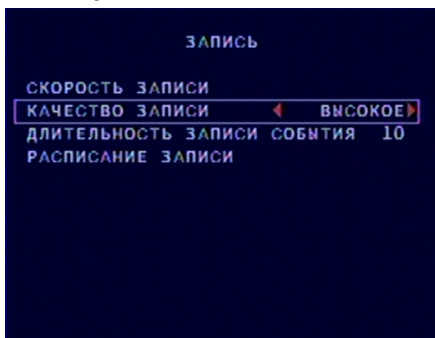 ЗАПИСЬ
СКОРОСТЬ ЗАПИСИ
КАЧЕСТВО ЗАПИСИ ВЫСОКОЕ
ДЛИТЕЛЬНОСТЬ ЗАПИСИ СОБЫТИЯ 10
РАСПИСАНИЕ ЗАПИСИ